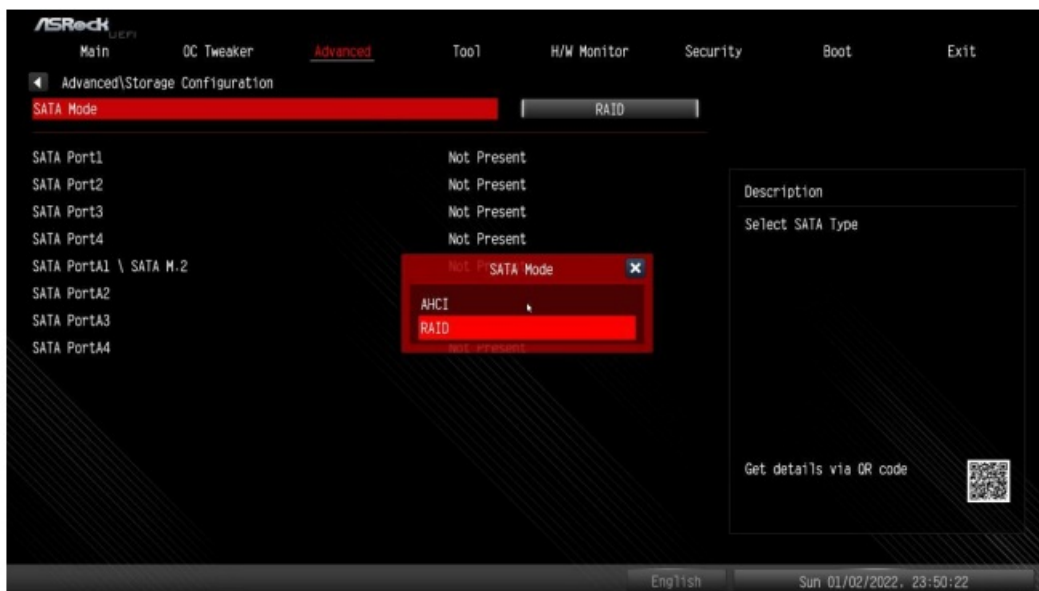 ASRock UEFI
Main OC Tweaker Advanced Tool H/W Monitor Security Boot Exit
Advanced\Storage Configuration
SATA Mode RAID
SATA Port1 Not Present
SATA Port2 Not Present
SATA Port3 Not Present
SATA Port4 Not Present
SATA PortA1 \ SATA M.2 Not
SATA PortA2
SATA PortA3
SATA PortA4 Not Present
SATA Mode
AHCI
RAID
Description
Select SATA Type
Get details via QR code
English Sun 01/02/2022. 23:50:22